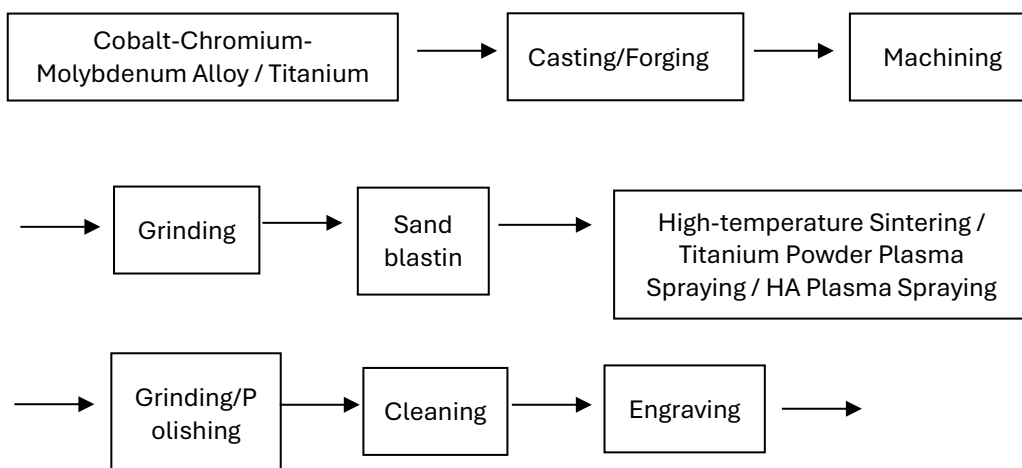 Cobalt-Chromium-
Molybdenum Alloy / Titanium
Casting/Forging
Machining
Grinding
Sand
blastin
High-temperature Sintering /
Titanium Powder Plasma
Spraying / HA Plasma Spraying
Grinding/P
olishing
Cleaning
Engraving